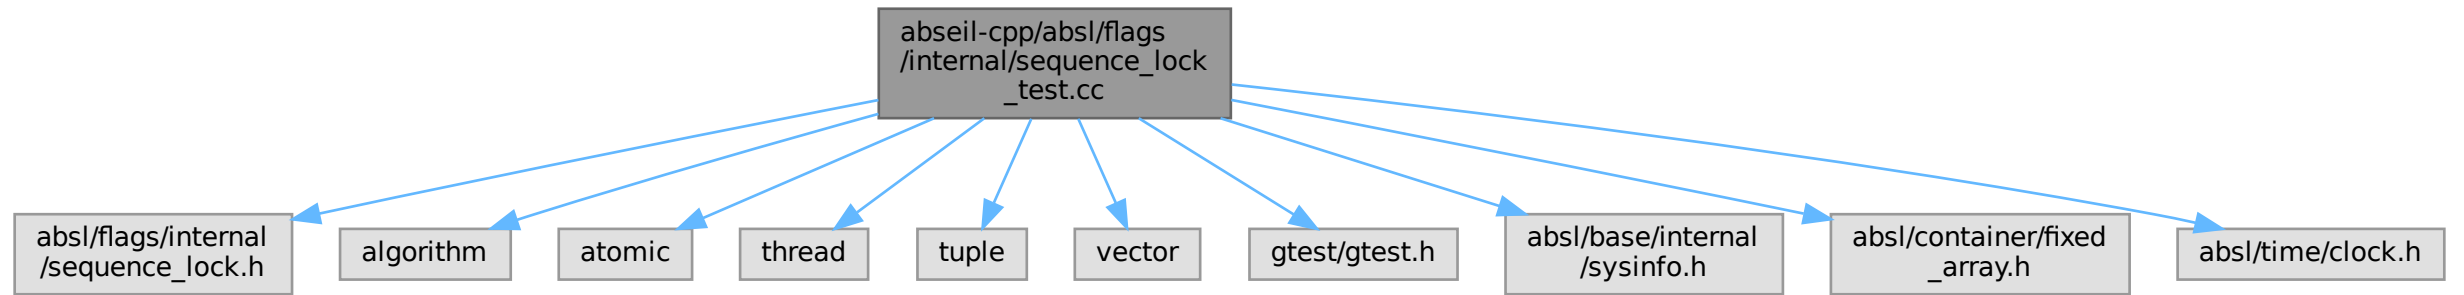 abseil-cpp/absl/flags
/internal/sequence_lock
_test.cc
absl/flags/internal
/sequence_lock.h
algorithm
atomic
thread
tuple
vector
gtest/gtest.h
absl/base/internal
/sysinfo.h
absl/container/fixed
_array.h
absl/time/clock.h